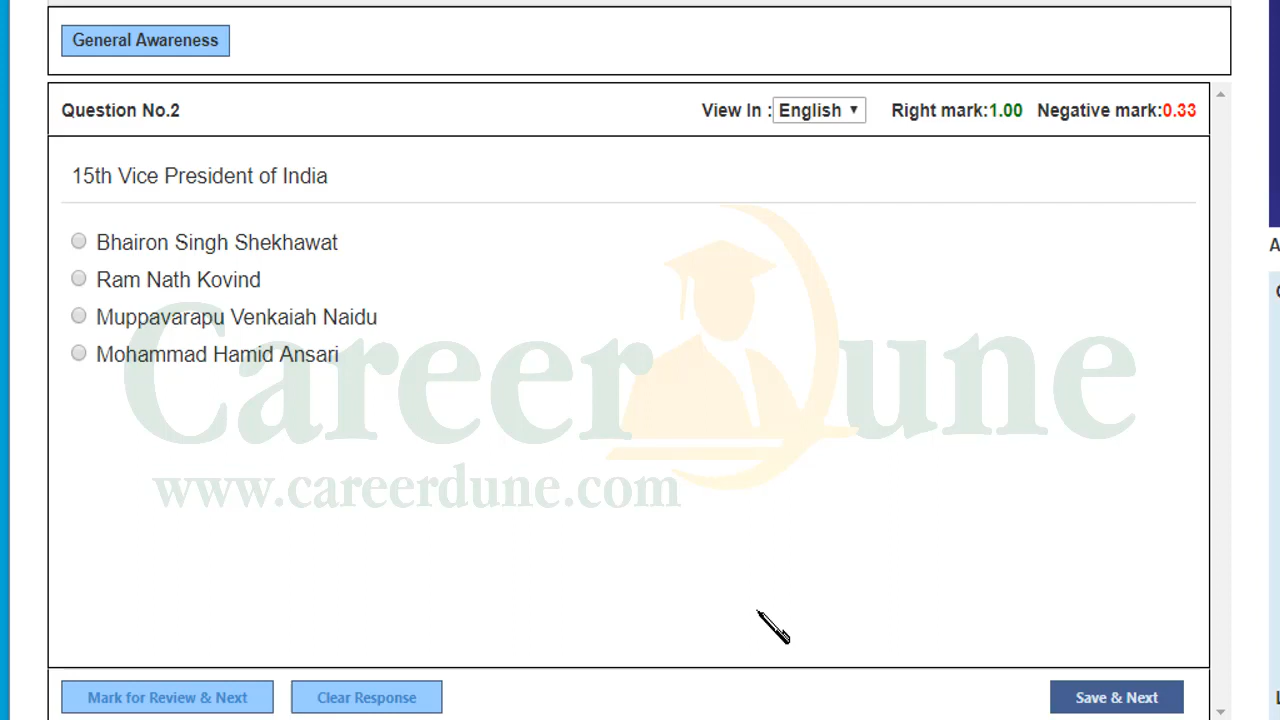 General Awareness
Question No.2 View In : English ▼ Right mark:1.00 Negative mark:0.33
15th Vice President of India
Bhairon Singh Shekhawat
Ram Nath Kovind
Muppavarapu Venkaiah Naidu
Mohammad Hamid Ansari
Career Dune
www.careerdune.com
Mark for Review & Next Clear Response Save & Next